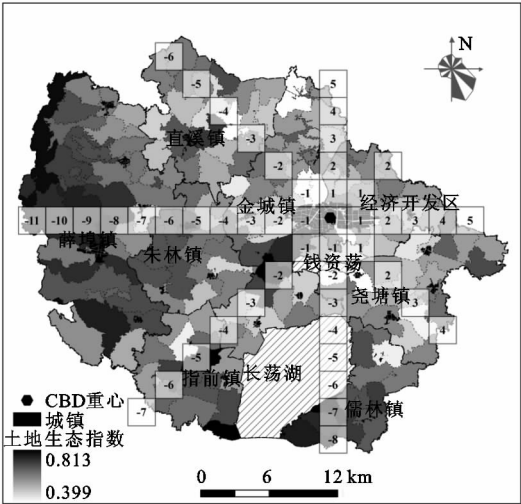 N
-6
-5 5
-4 4
直溪镇 -3 3
-2 2 2
金城镇 -1 1 1 经济开发区
-11 -10 -9 -8 -7 -6 -5 -4 -3 -2 -1 1 2 3 4 5
薛埠镇 朱林镇 -1 -1 1
钱资荡
-2 -2 2
尧塘镇
-3 -3 3
-4 -4 4
-5 -5
指前镇 长荡湖
-6 -6
-7 -7 儒林镇
-8
CBD重心
城镇
土地生态指数
0.813
0.399
0 6 12 km